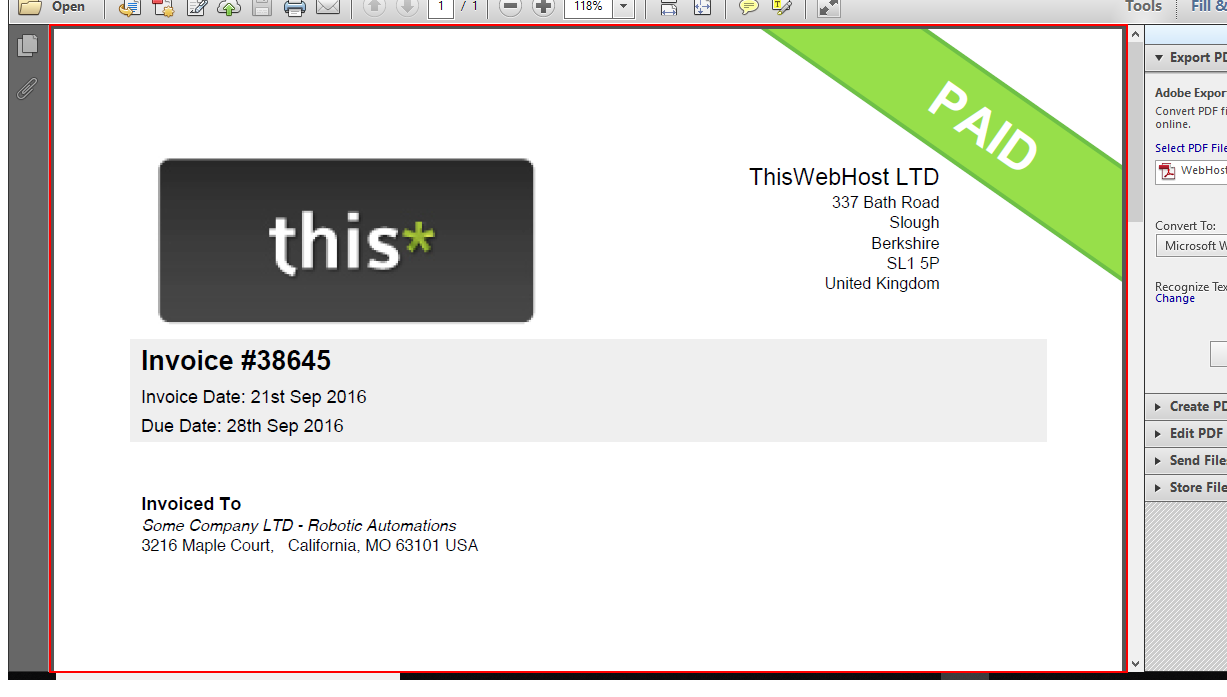 Open
1 / 1
118%
Tools
Fill &
PAID
this*
ThisWebHost LTD
337 Bath Road
Slough
Berkshire
SL1 5P
United Kingdom
Invoice #38645
Invoice Date: 21st Sep 2016
Due Date: 28th Sep 2016
Invoiced To
Some Company LTD - Robotic Automations
3216 Maple Court, California, MO 63101 USA
Export PD
Adobe Expor
Convert PDF fi
online.
Select PDF File
WebHost
Convert To:
Microsoft W
Recognize Tex
Change
Create PD
Edit PDF
Send File
Store File